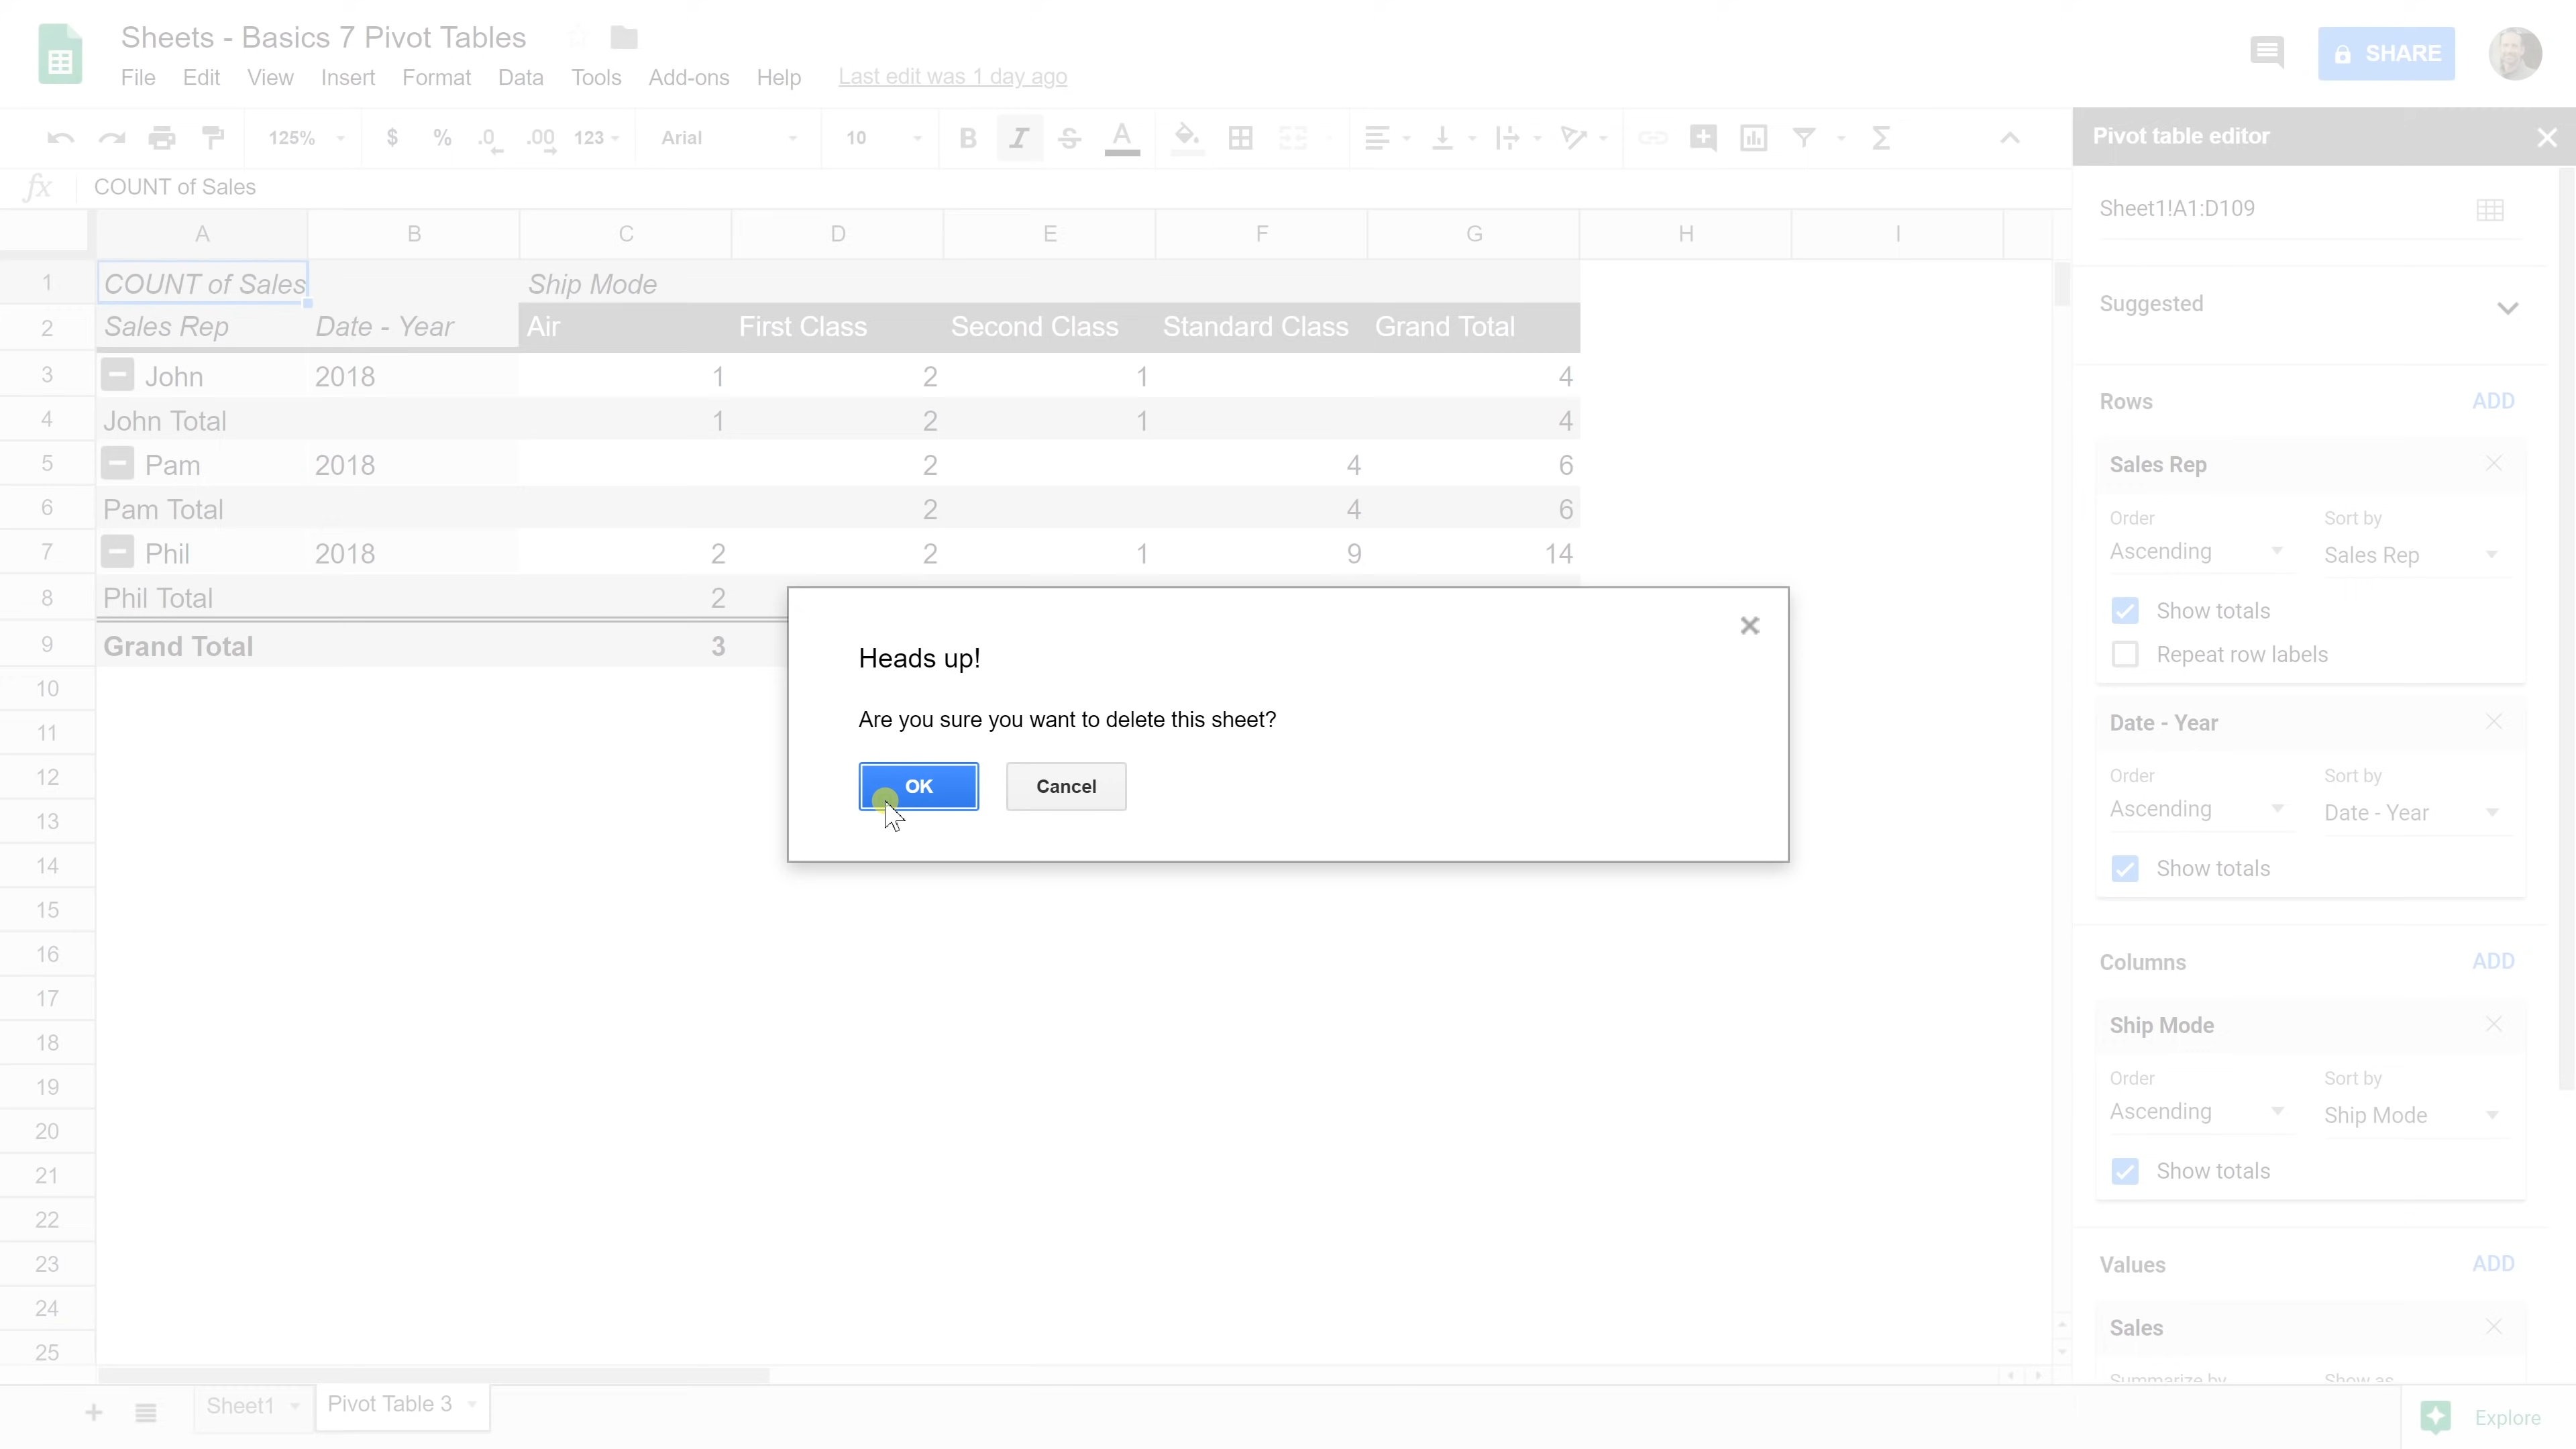 Sheets - Basics 7 Pivot Tables
File Edit View Insert Format Data Tools Add-ons Help Last edit was 1 day ago
SHARE
125% $ % .0 .00 123 Arial 10 B I S A Σ
Pivot table editor
fx COUNT of Sales
Sheet1!A1:D109
A B C D E F G H I
Suggested
1 COUNT of Sales Ship Mode
2 Sales Rep Date - Year Air First Class Second Class Standard Class Grand Total
3 John 2018 1 2 1 4
4 John Total 1 2 1 4
5 Pam 2018 2 4 6
6 Pam Total 2 4 6
7 Phil 2018 2 2 1 9 14
8 Phil Total 2
9 Grand Total 3
10
11
12
13
14
15
16
17
18
19
20
21
22
23
24
25
Heads up!
Are you sure you want to delete this sheet?
OK Cancel
Rows ADD
Sales Rep
Order Sort by
Ascending Sales Rep
Show totals
Repeat row labels
Date - Year
Order Sort by
Ascending Date - Year
Show totals
Columns ADD
Ship Mode
Order Sort by
Ascending Ship Mode
Show totals
Values ADD
Sales
Summarize by Show as
Sheet1 Pivot Table 3
Explore